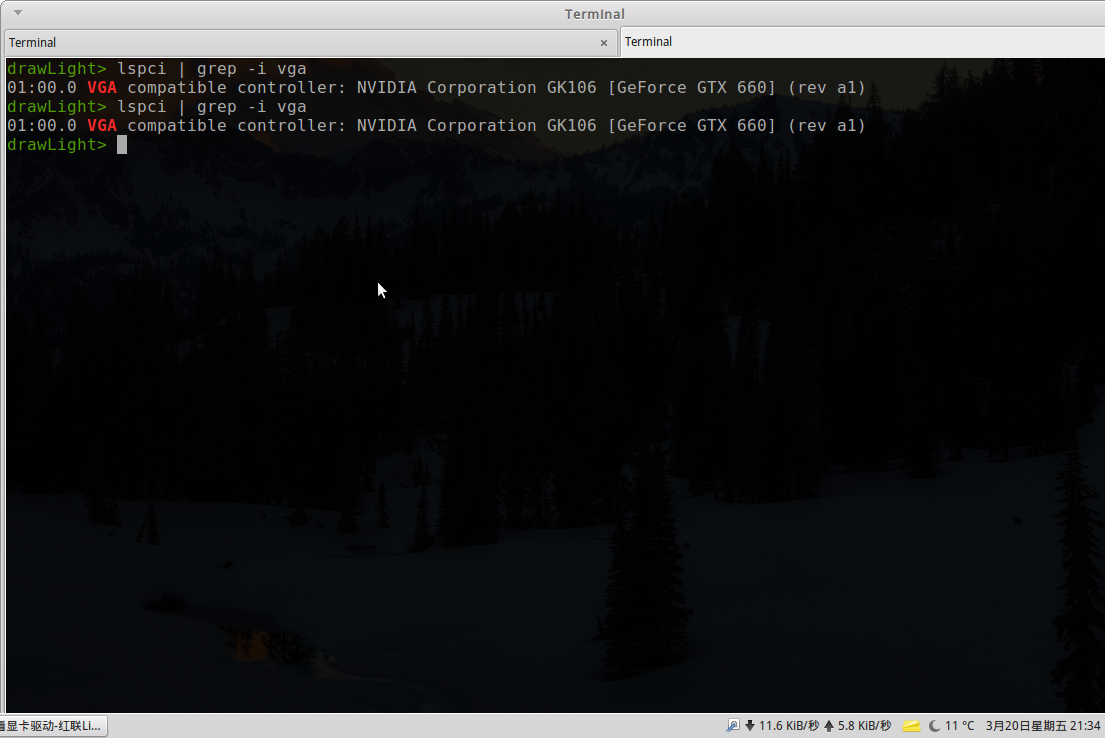 Terminal
Terminal × Terminal
drawLight> lspci | grep -i vga
01:00.0 VGA compatible controller: NVIDIA Corporation GK106 [GeForce GTX 660] (rev a1)
drawLight> lspci | grep -i vga
01:00.0 VGA compatible controller: NVIDIA Corporation GK106 [GeForce GTX 660] (rev a1)
drawLight>
显卡驱动-红联Li... 11.6 KiB/秒 5.8 KiB/秒 11 °C 3月20日星期五 21:34